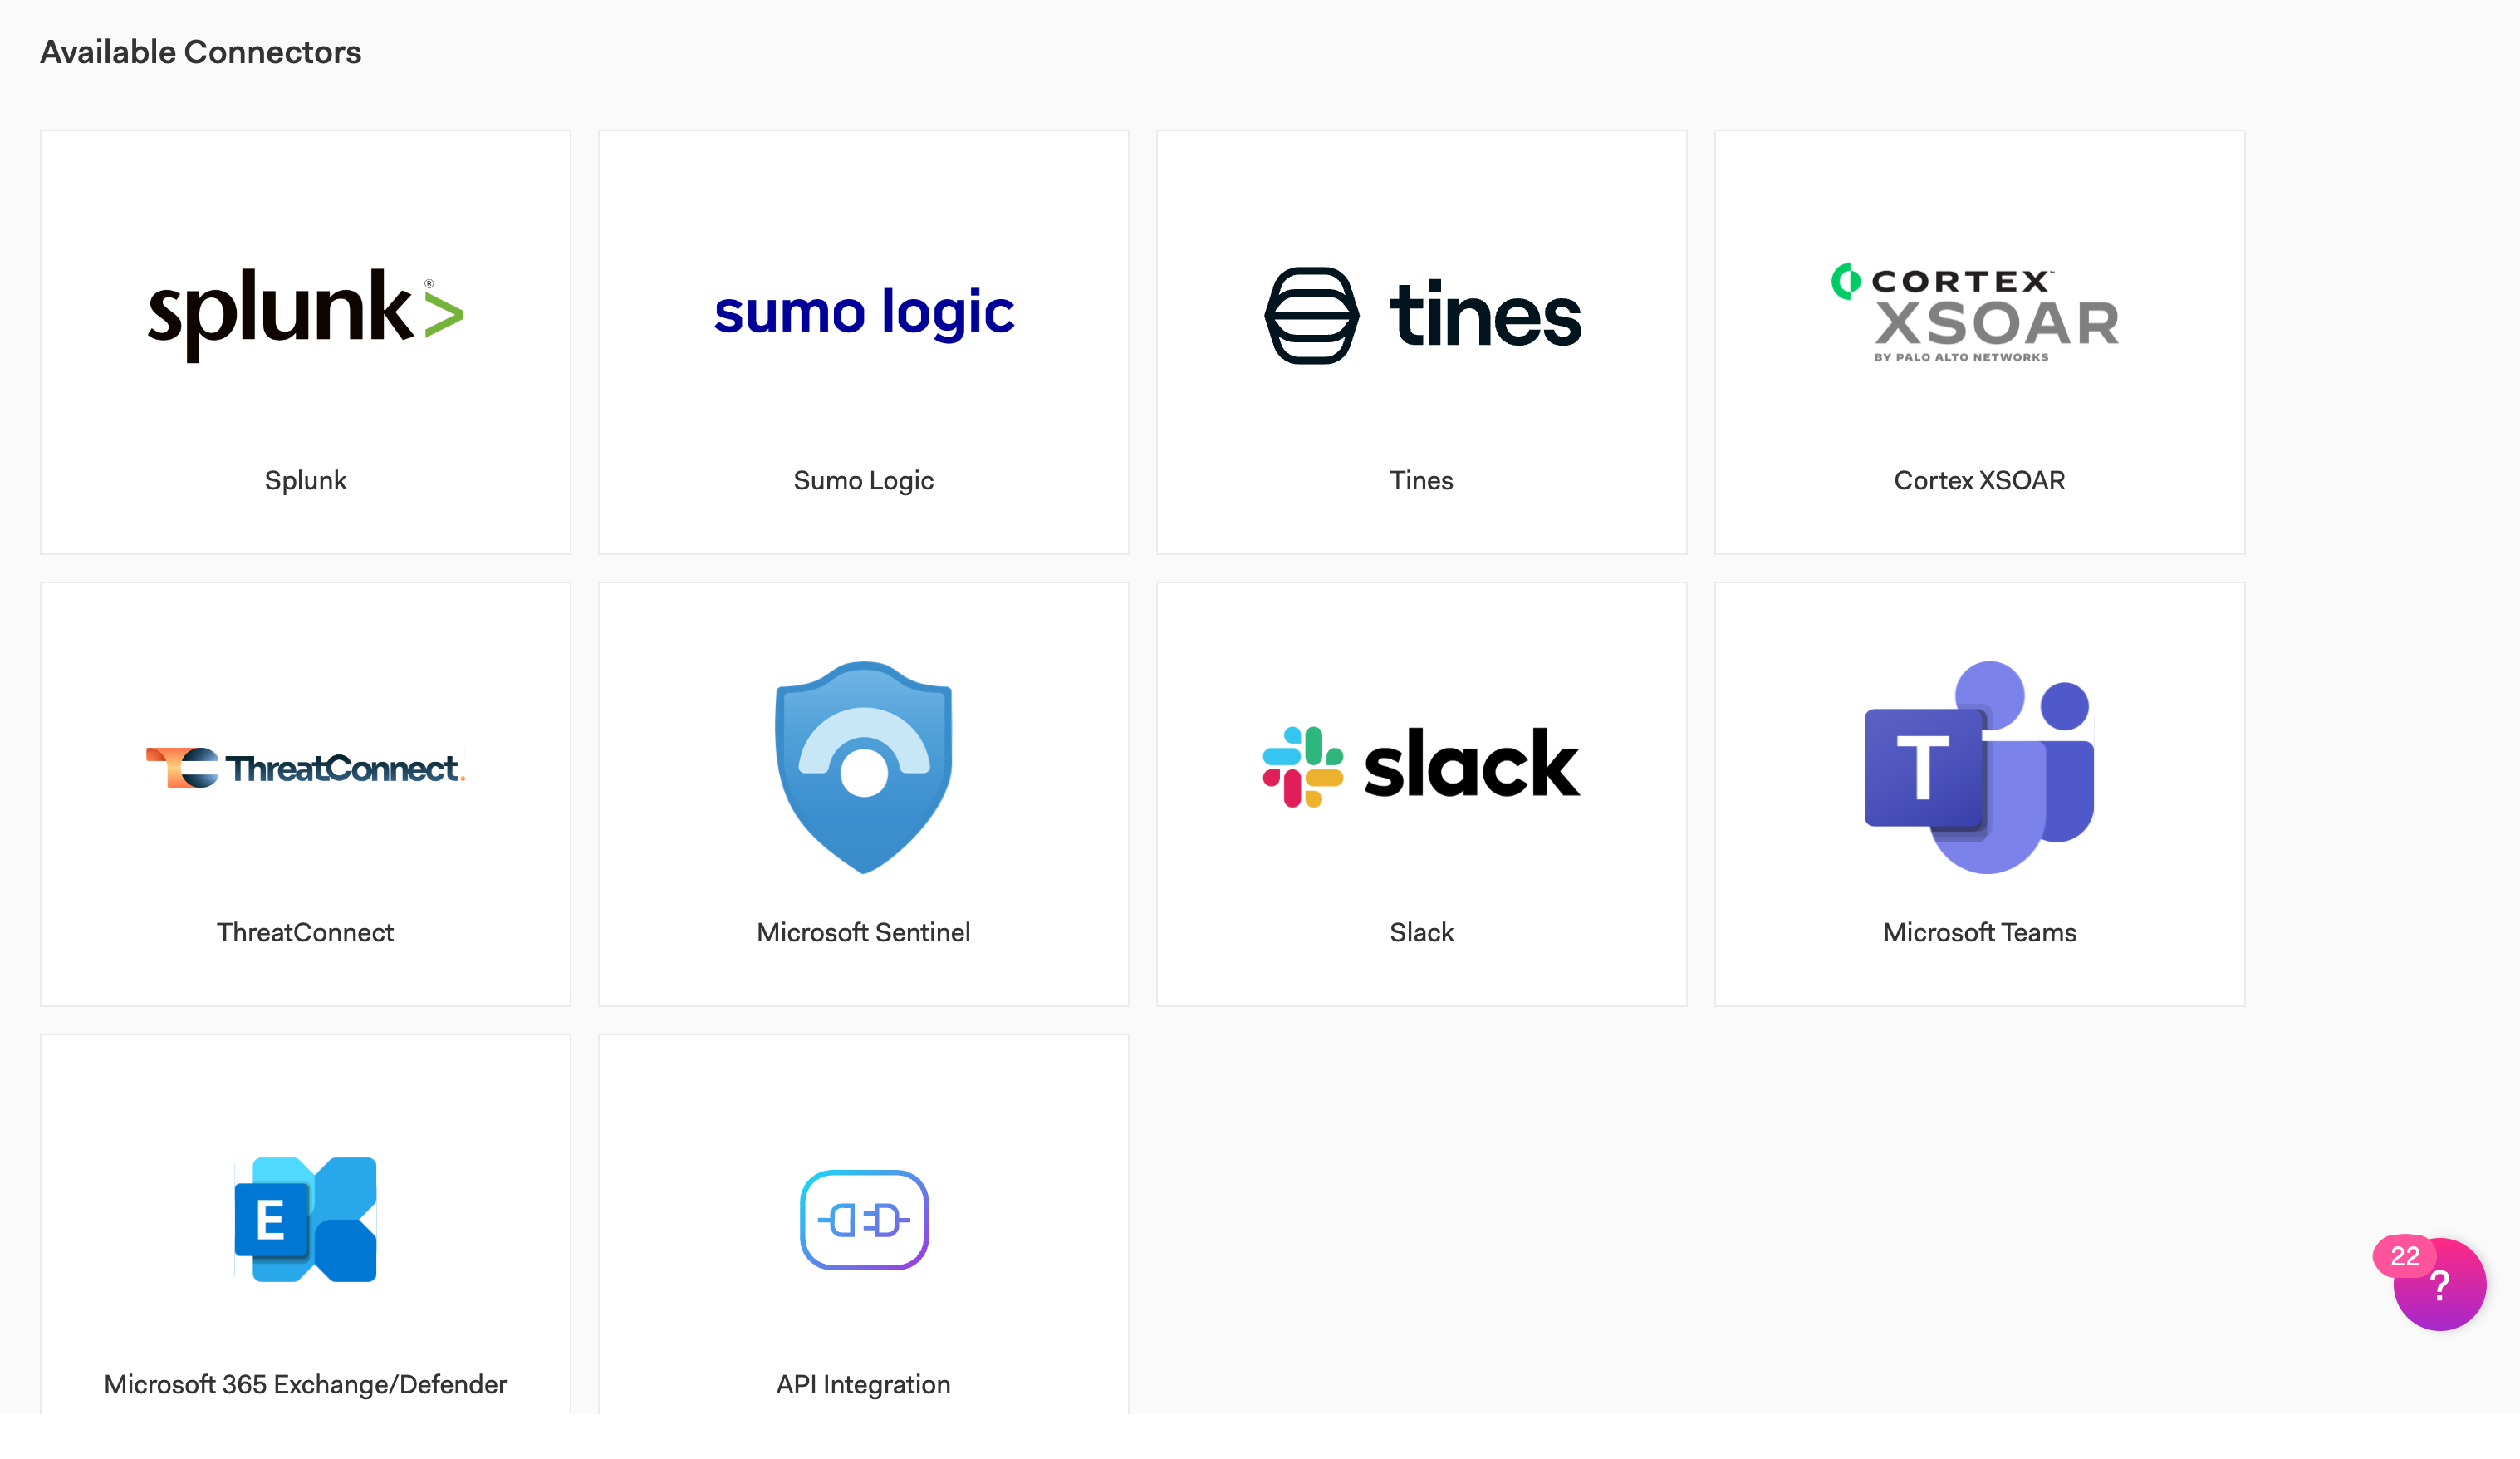 Available Connectors
splunk>®
sumo logic
tines
CORTEX™
XSOAR
BY PALO ALTO NETWORKS
Splunk
Sumo Logic
Tines
Cortex XSOAR
ThreatConnect.
slack
T
ThreatConnect
Microsoft Sentinel
Slack
Microsoft Teams
E
22
?
Microsoft 365 Exchange/Defender
API Integration